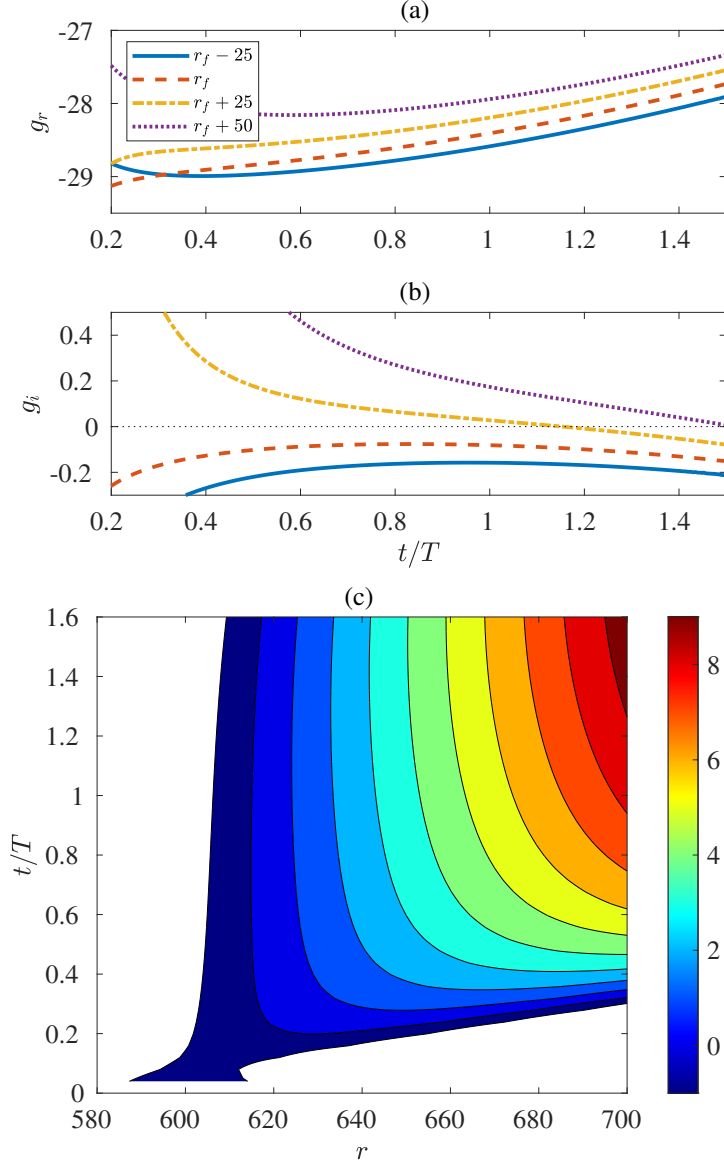 (a)
-27
-28
-29
g_r
r_f − 25
r_f
r_f + 25
r_f + 50
0.2 0.4 0.6 0.8 1 1.2 1.4
(b)
0.4
0.2
0
-0.2
g_i
0.2 0.4 0.6 0.8 1 1.2 1.4
t/T
(c)
1.6
1.4
1.2
1
0.8
0.6
0.4
0.2
0
t/T
580 600 620 640 660 680 700
r
8
6
4
2
0